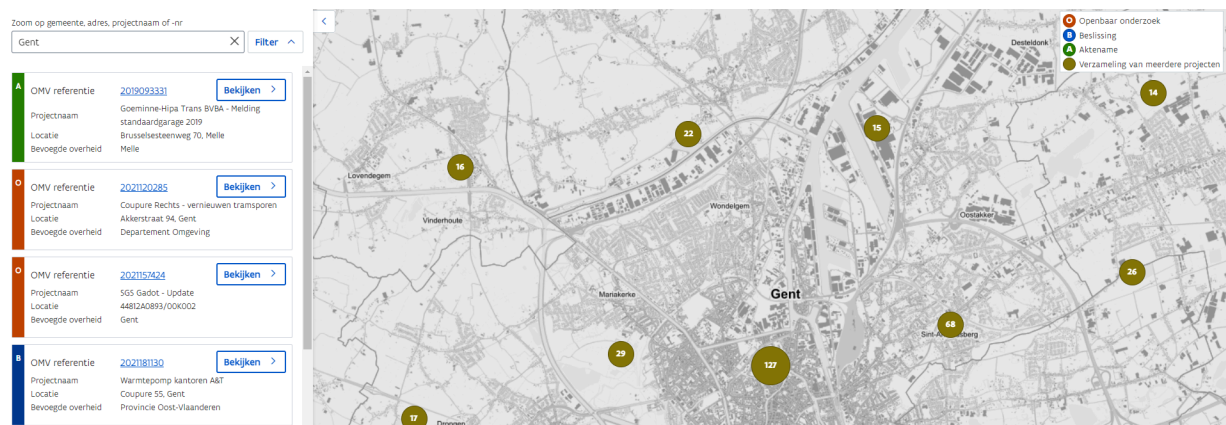 Zoom op gemeente, adres, projectnaam of -nr
Gent
Filter
A
OMV referentie 2019093331 Bekijken
Projectnaam Goeminne-Hipa Trans BVBA - Melding
standaardgarage 2019
Locatie Brusselsesteenweg 70, Melle
Bevoegde overheid Melle
O
OMV referentie 2021120285 Bekijken
Projectnaam Coupure Rechts - vernieuwen tramsporen
Locatie Akkerstraat 94, Gent
Bevoegde overheid Departement Omgeving
O
OMV referentie 2021157424 Bekijken
Projectnaam SGS Gadot - Update
Locatie 44812A0893/00K002
Bevoegde overheid Gent
B
OMV referentie 2021181130 Bekijken
Projectnaam Warmtepomp kantoren A&T
Locatie Coupure 55, Gent
Bevoegde overheid Provincie Oost-Vlaanderen
O Openbaar onderzoek
B Beslissing
A Aktename
Verzameling van meerdere projecten
Desteldonk
14
15
22
16
Lovendegem
Wondelgem
Vinderhoute
Oostakker
26
Mariakerke
Gent
68
29
127
17
Drongen